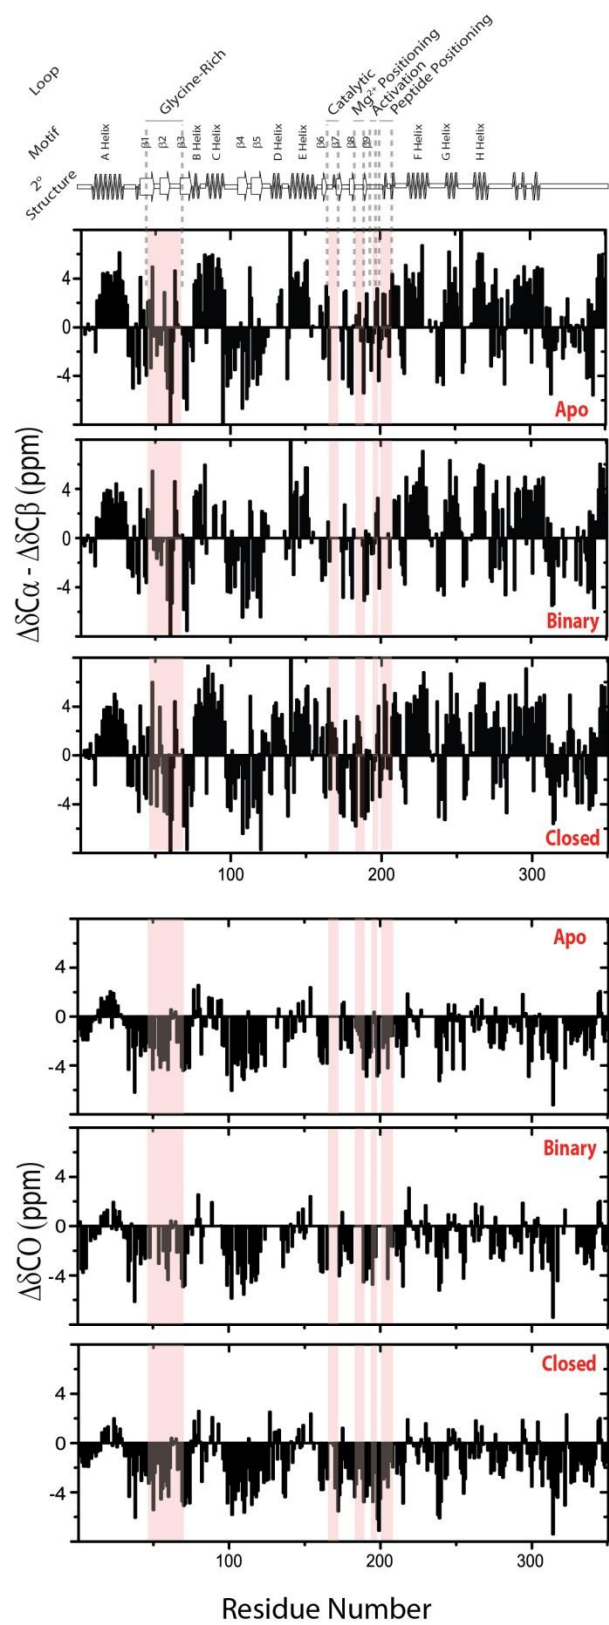 Loop
Glycine-Rich
Catalytic
Mg²⁺ Positioning
Activation
Peptide Positioning
Motif
A Helix
β1
β2
β3
B Helix
C Helix
β4
β5
D Helix
E Helix
β6
β7
β8
β9
F Helix
G Helix
H Helix
2° Structure
4
0
-4
Apo
ΔδCα - ΔδCβ (ppm)
4
0
-4
Binary
4
0
-4
Closed
100
200
300
4
0
-4
Apo
ΔδCO (ppm)
4
0
-4
Binary
4
0
-4
Closed
100
200
300
Residue Number